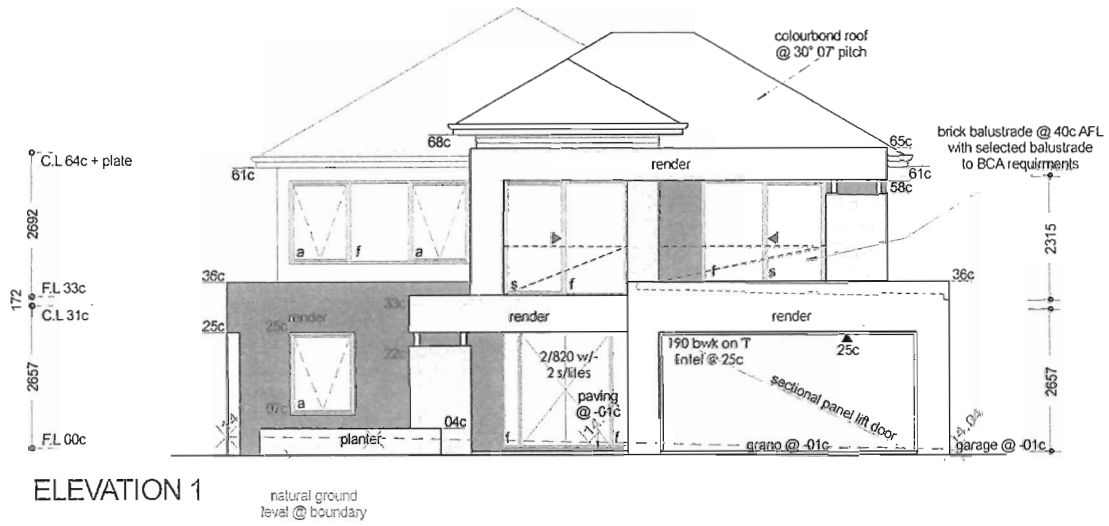 colourbond roof
@ 30° 07' pitch
brick balustrade @ 40c AFL
with selected balustrade
to BCA requirments
68c
65c
C.L 64c + plate
render
61c
61c
58c
2692
2315
a
f
a
s
f
f
s
36c
36c
F.L 33c
172
C.L 31c
33c
render
render
render
25c
25c
190 bwk on 'T'
lintel @ 25c
25c
22c
2/820 w/-
2 s/lites
sectional panel lift door
2657
2657
paving
@ -01c
07c
a
04c
F.L 00c
planter
f
f
grano @ -01c
garage @ -01c
14.04
ELEVATION 1
natural ground
level @ boundary